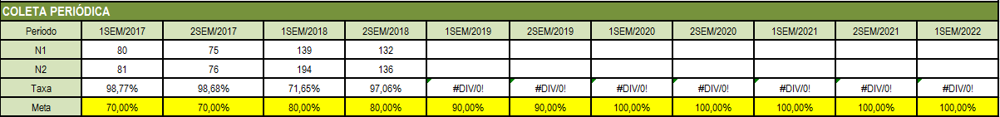 COLETA PERIÓDICA
Período 1SEM/2017 2SEM/2017 1SEM/2018 2SEM/2018 1SEM/2019 2SEM/2019 1SEM/2020 2SEM/2020 1SEM/2021 2SEM/2021 1SEM/2022
N1 80 75 139 132
N2 81 76 194 136
Taxa 98,77% 98,68% 71,65% 97,06% #DIV/0! #DIV/0! #DIV/0! #DIV/0! #DIV/0! #DIV/0! #DIV/0!
Meta 70,00% 70,00% 80,00% 80,00% 90,00% 90,00% 100,00% 100,00% 100,00% 100,00% 100,00%